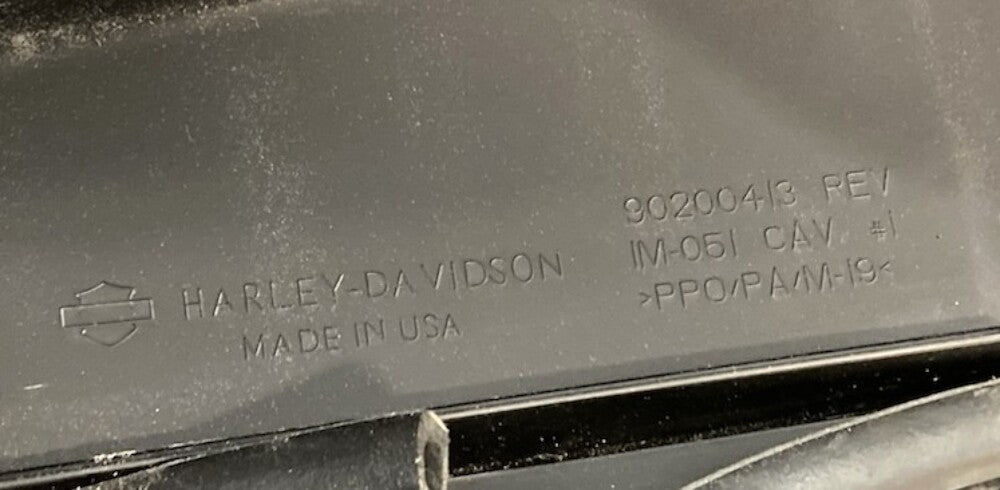 HARLEY-DAVIDSON
MADE IN USA
90200413 REV
IM-051 CAV #1
>PPO/PA/M-19<